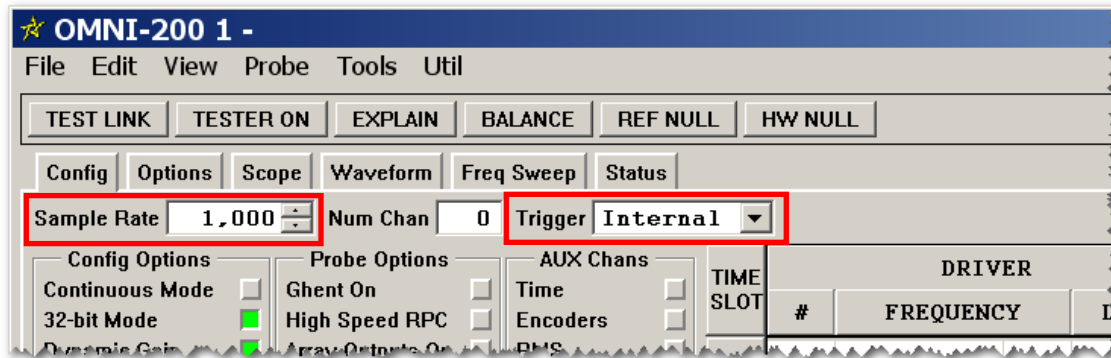 OMNI-200 1 -
File Edit View Probe Tools Util
TEST LINK TESTER ON EXPLAIN BALANCE REF NULL HW NULL
Config Options Scope Waveform Freq Sweep Status
Sample Rate 1,000 Num Chan 0 Trigger Internal
Config Options Probe Options AUX Chans TIME SLOT DRIVER
Continuous Mode Ghent On Time # FREQUENCY
32-bit Mode High Speed RPC Encoders